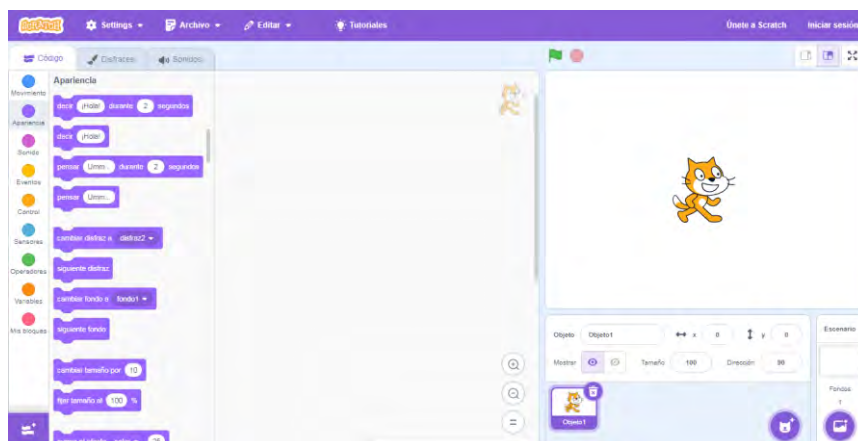 SCRATCH Settings Archivo Editar Tutoriales Únete a Scratch Iniciar sesión
Código Disfraces Sonidos
Movimiento
Apariencia
Sonido
Eventos
Control
Sensores
Operadores
Variables
Mis bloques
Apariencia
decir ¡Hola! durante 2 segundos
decir ¡Hola!
pensar Umm... durante 2 segundos
pensar Umm...
cambiar disfraz a disfraz2
siguiente disfraz
cambiar fondo a fondo1
siguiente fondo
cambiar tamaño por 10
fijar tamaño al 100 %
Objeto Objeto1 x 0 y 0
Mostrar Tamaño 100 Dirección 90
Objeto1
Escenario
Fondos
1